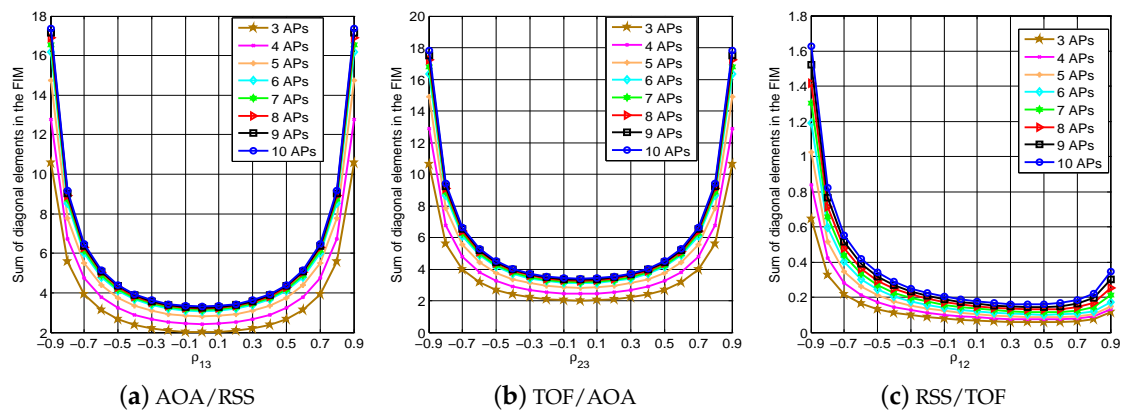 Sum of diagonal elements in the FIM
18
16
14
12
10
8
6
4
2
−0.9 −0.7 −0.5 −0.3 −0.1 0.1 0.3 0.5 0.7 0.9
ρ13
3 APs
4 APs
5 APs
6 APs
7 APs
8 APs
9 APs
10 APs
(a) AOA/RSS
Sum of diagonal elements in the FIM
20
18
16
14
12
10
8
6
4
2
0
−0.9 −0.7 −0.5 −0.3 −0.1 0.1 0.3 0.5 0.7 0.9
ρ23
3 APs
4 APs
5 APs
6 APs
7 APs
8 APs
9 APs
10 APs
(b) TOF/AOA
Sum of diagonal elements in the FIM
1.8
1.6
1.4
1.2
1
0.8
0.6
0.4
0.2
0
−0.9 −0.7 −0.5 −0.3 −0.1 0.1 0.3 0.5 0.7 0.9
ρ12
3 APs
4 APs
5 APs
6 APs
7 APs
8 APs
9 APs
10 APs
(c) RSS/TOF